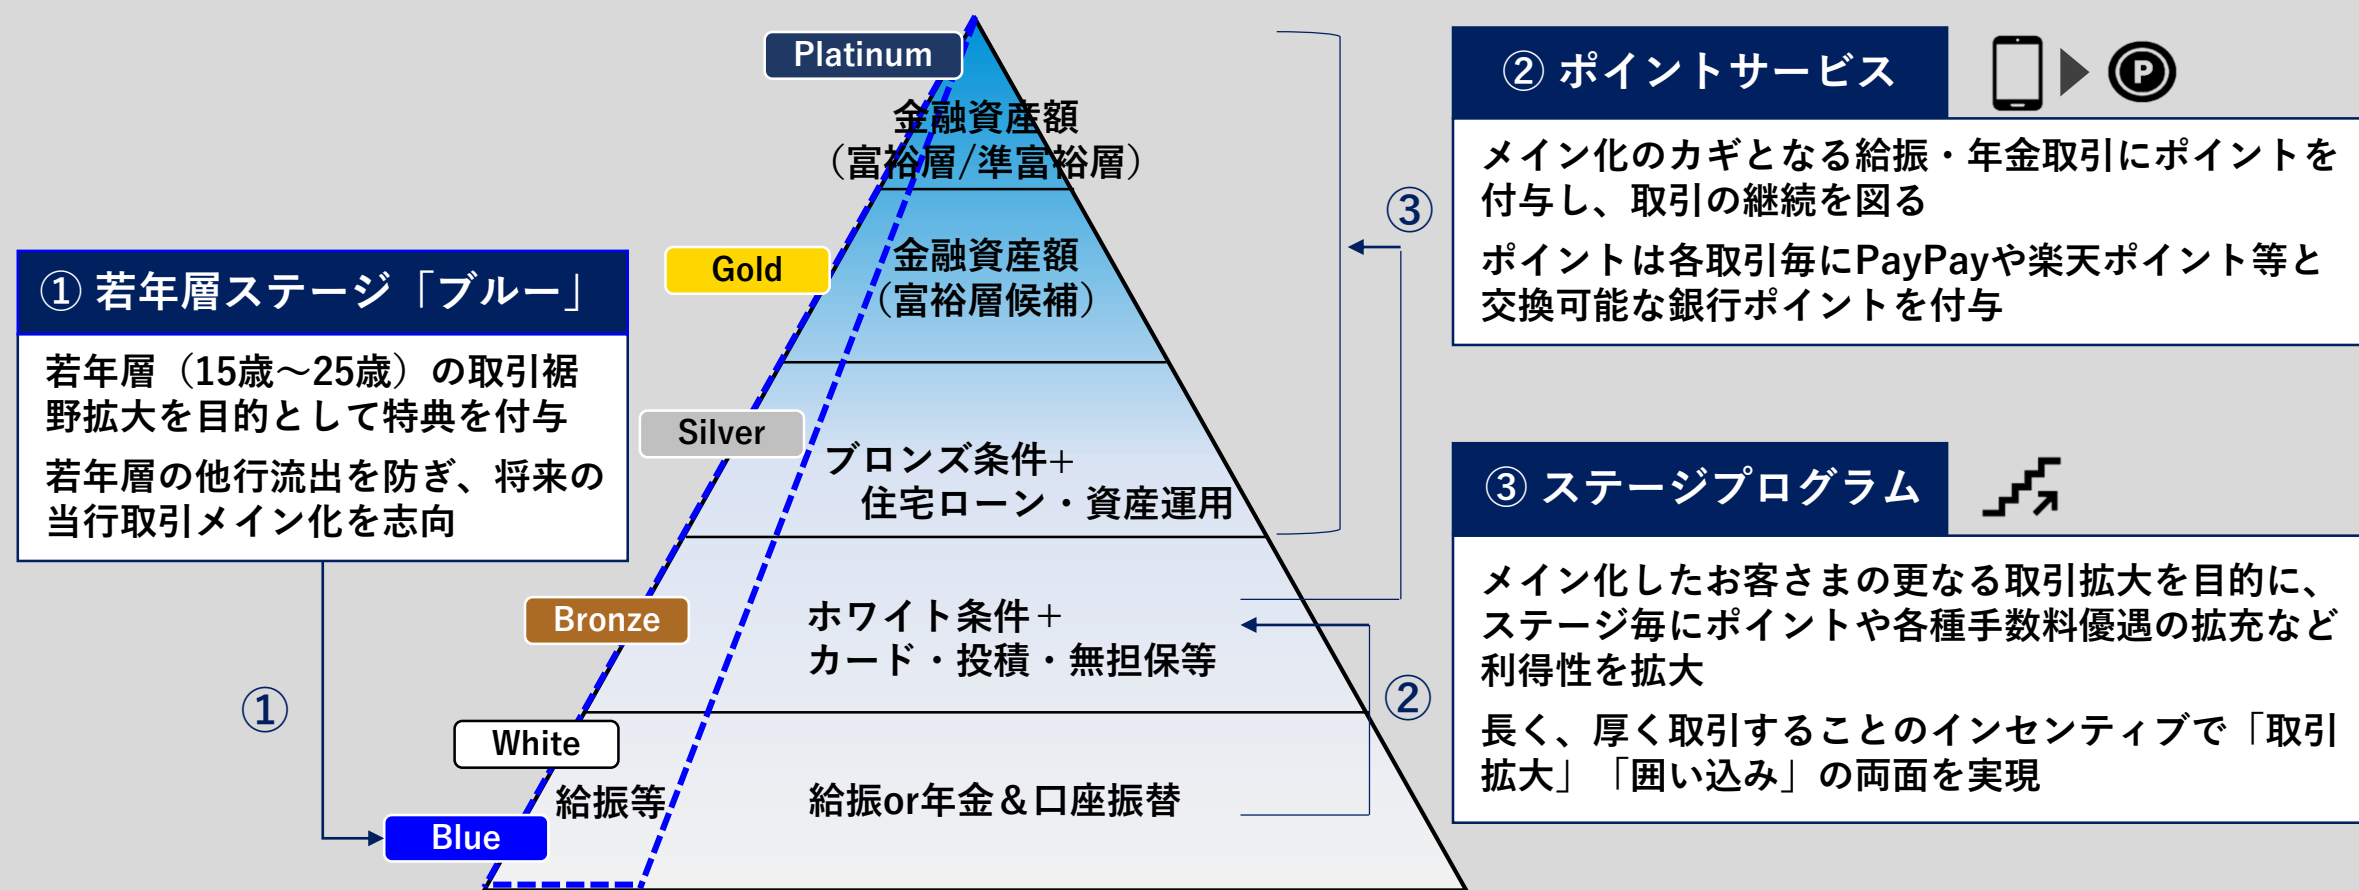 ① 若年層ステージ「ブルー」
若年層（15歳～25歳）の取引裾
野拡大を目的として特典を付与
若年層の他行流出を防ぎ、将来の
当行取引メイン化を志向
①
Platinum
金融資産額
（富裕層/準富裕層）
Gold
金融資産額
（富裕層候補）
Silver
ブロンズ条件＋
住宅ローン・資産運用
Bronze
ホワイト条件＋
カード・投積・無担保等
White
給振等
給振or年金＆口座振替
Blue
③
②
② ポイントサービス
P
メイン化のカギとなる給振・年金取引にポイントを
付与し、取引の継続を図る
ポイントは各取引毎にPayPayや楽天ポイント等と
交換可能な銀行ポイントを付与
③ ステージプログラム
メイン化したお客さまの更なる取引拡大を目的に、
ステージ毎にポイントや各種手数料優遇の拡充など
利得性を拡大
長く、厚く取引することのインセンティブで「取引
拡大」「囲い込み」の両面を実現